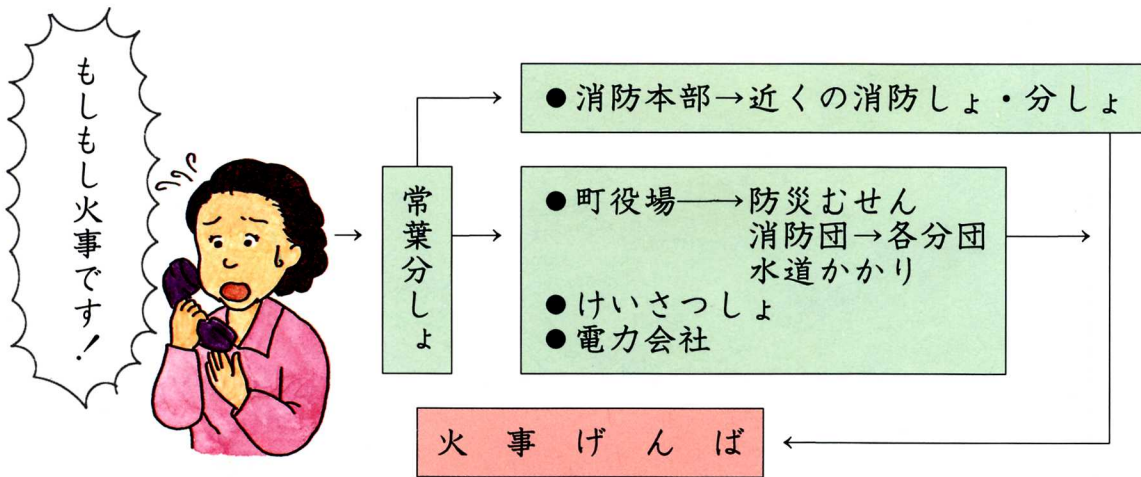 もしもし火事です!
常葉分しょ
●消防本部→近くの消防しょ・分しょ
●町役場→防災むせん
消防団→各分団
水道かかり
●けいさつしょ
●電力会社
火事げんば